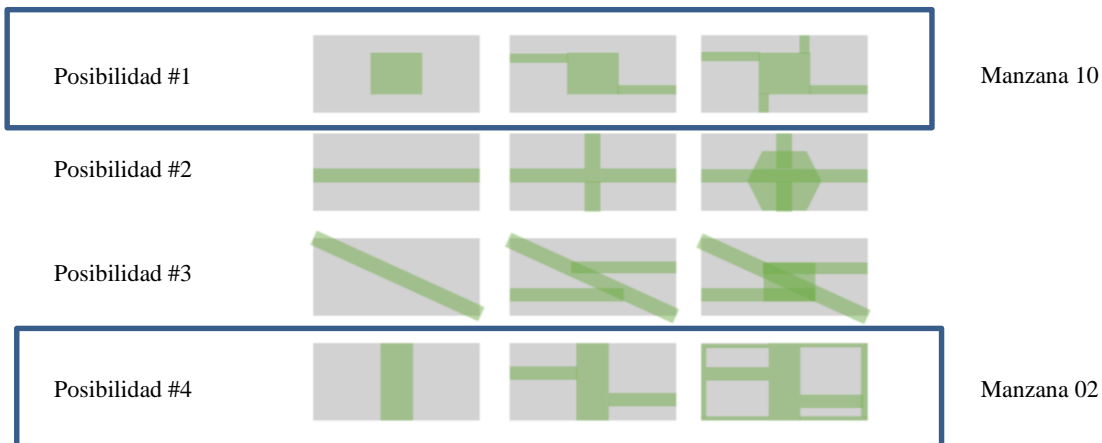 Posibilidad #1
Manzana 10
Posibilidad #2
Posibilidad #3
Posibilidad #4
Manzana 02